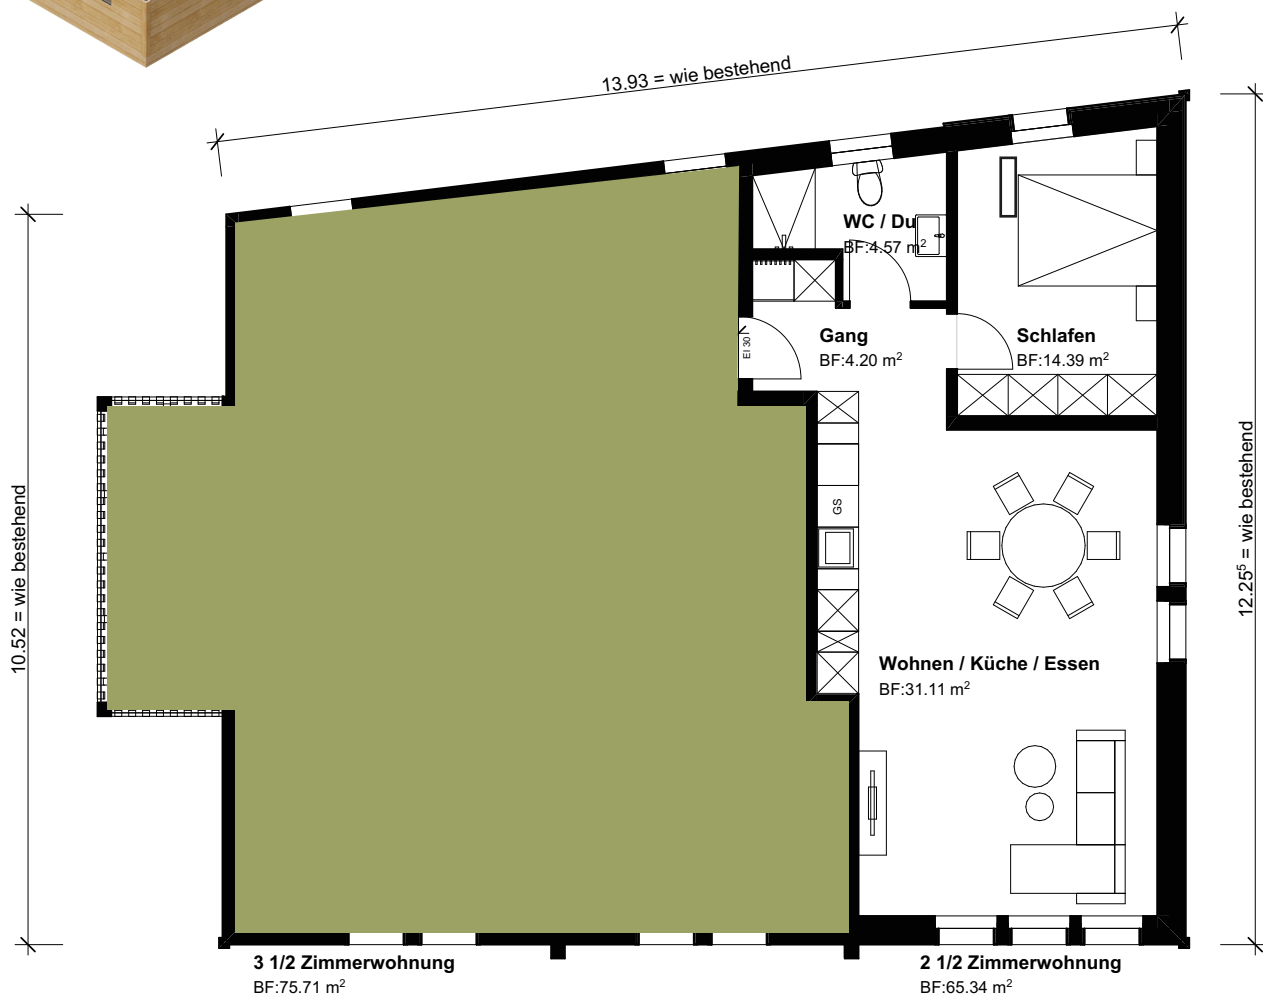 13.93 = wie bestehend
WC / Du
BF:4.57 m²
Gang
BF:4.20 m²
EI 30
Schlafen
BF:14.39 m²
GS
10.52 = wie bestehend
12.25⁵ = wie bestehend
Wohnen / Küche / Essen
BF:31.11 m²
3 1/2 Zimmerwohnung
BF:75.71 m²
2 1/2 Zimmerwohnung
BF:65.34 m²